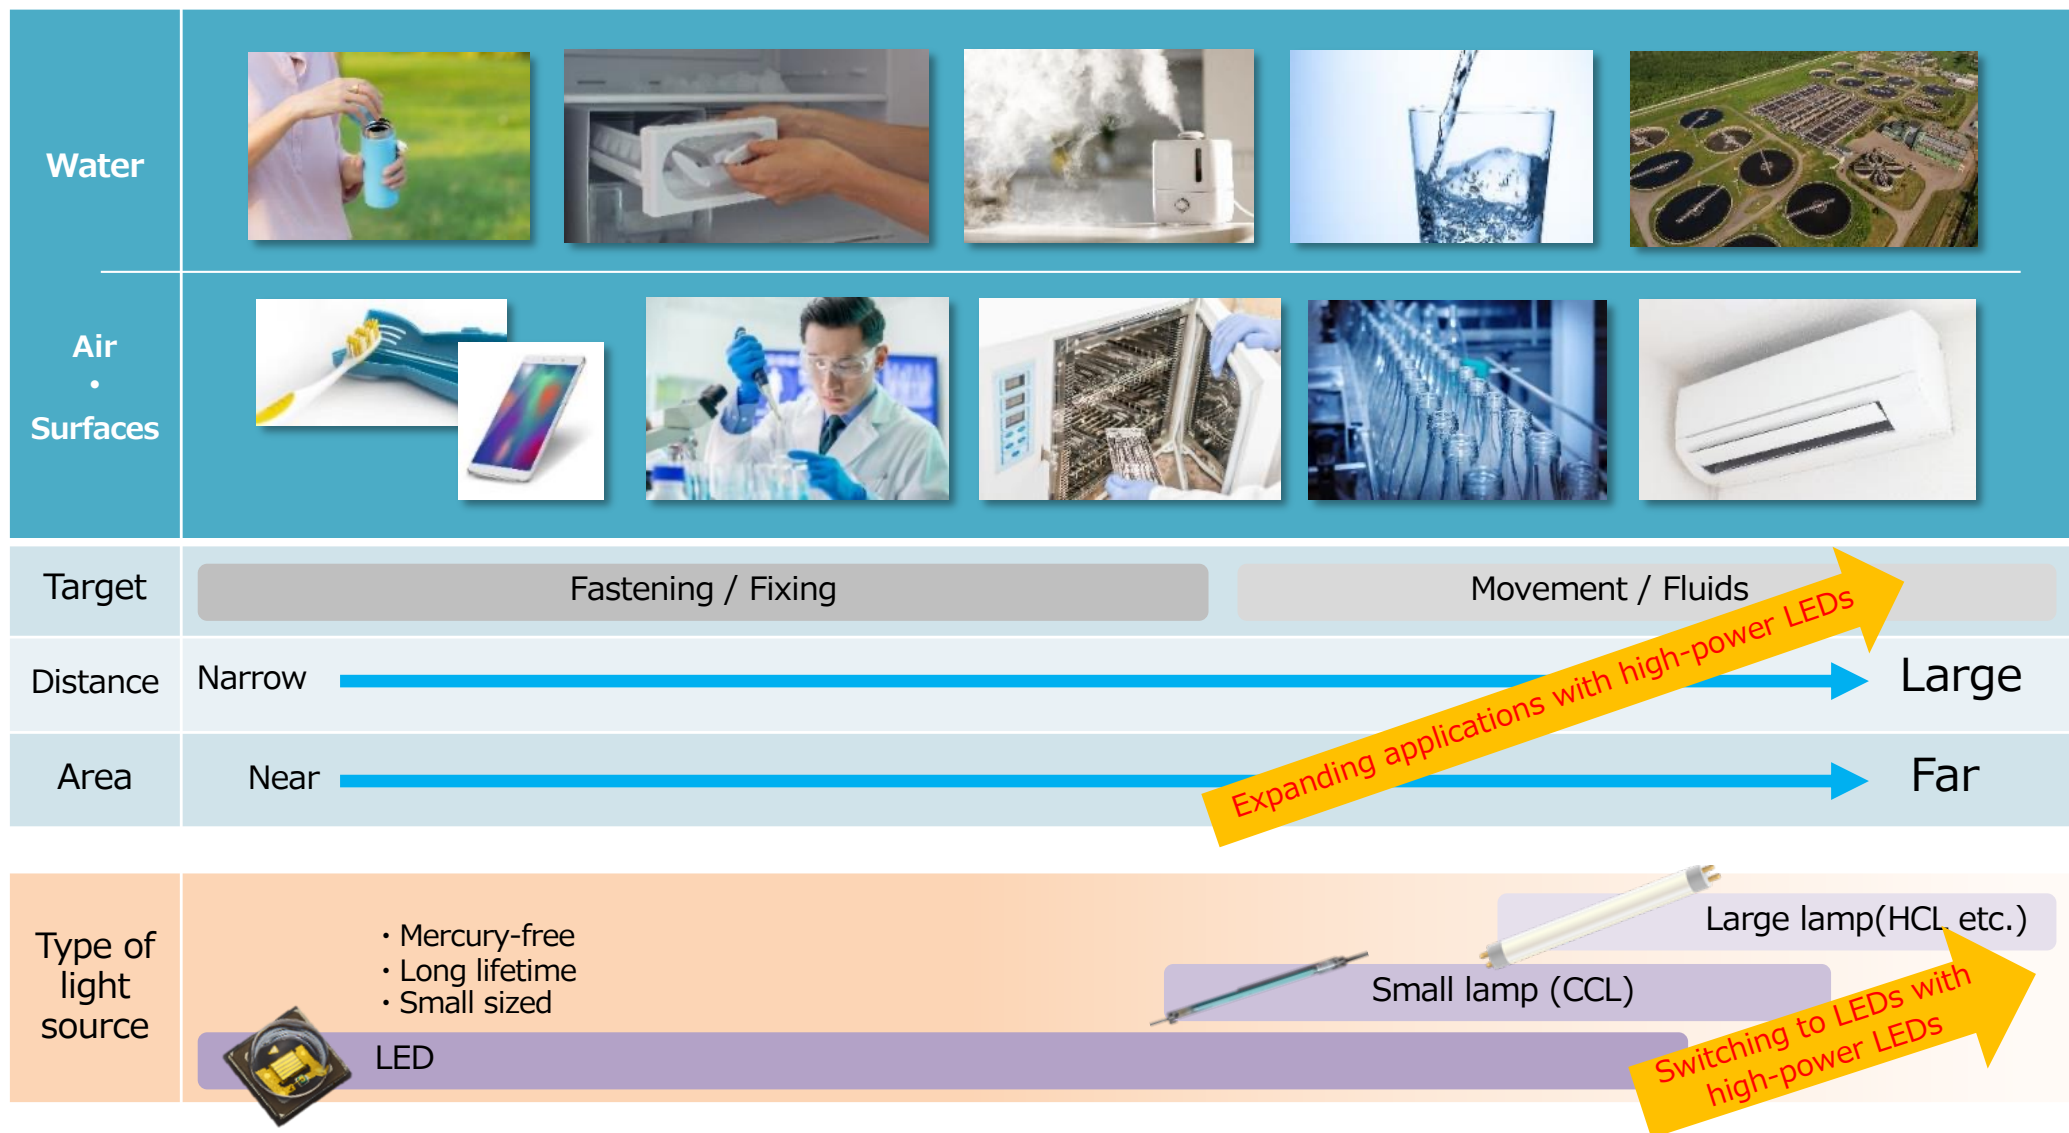 Water
Air
・
Surfaces
Target
Fastening / Fixing
Movement / Fluids
Distance
Narrow
Large
Area
Near
Far
Expanding applications with high-power LEDs
Type of
light
source
・Mercury-free
・Long lifetime
・Small sized
LED
Small lamp (CCL)
Large lamp(HCL etc.)
Switching to LEDs with
high-power LEDs